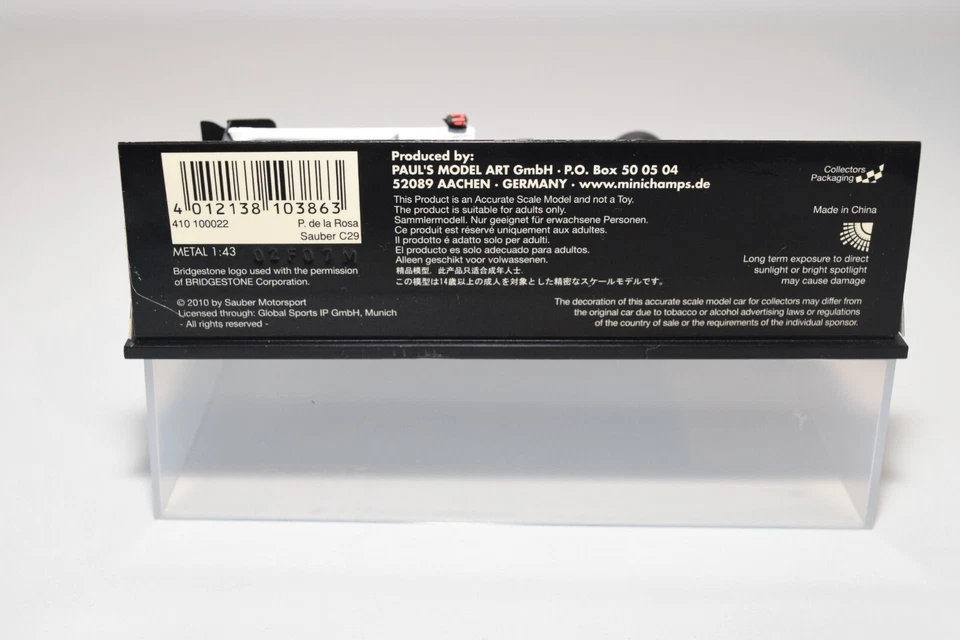 4 012138 103863
410 100022 P. de la Rosa
Sauber C29
METAL 1:43
Bridgestone logo used with the permission
of BRIDGESTONE Corporation.
© 2010 by Sauber Motorsport
Licensed through: Global Sports IP GmbH, Munich
- All rights reserved -
Produced by:
PAUL'S MODEL ART GmbH · P.O. Box 50 05 04
52089 AACHEN · GERMANY · www.minichamps.de
This Product is an Accurate Scale Model and not a Toy.
The product is suitable for adults only.
Sammlermodell. Nur geeignet für erwachsene Personen.
Ce produit est réservé uniquement aux adultes.
Il prodotto é adatto solo per adulti.
El producto es solo adecuado para adultos.
Alleen geschikt voor volwassenen.
精品模型，此产品只适合成年人士.
この模型は14歳以上の成人を対象とした精密なスケールモデルです。
Collectors
Packaging
Made in China
Long term exposure to direct
sunlight or bright spotlight
may cause damage
The decoration of this accurate scale model car for collectors may differ from
the original car due to tobacco or alcohol advertising laws or regulations
of the country of sale or the requirements of the individual sponsor.